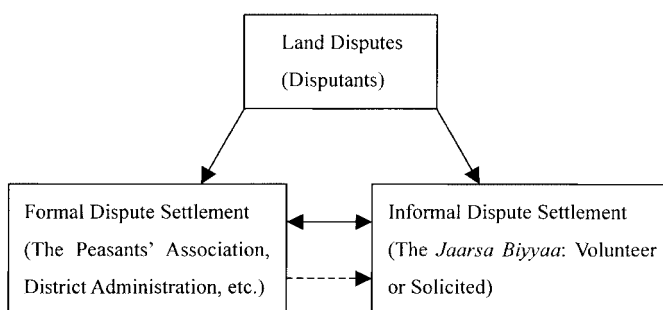 Land Disputes
(Disputants)
Formal Dispute Settlement
(The Peasants' Association,
District Administration, etc.)
Informal Dispute Settlement
(The Jaarsa Biyyaa: Volunteer
or Solicited)